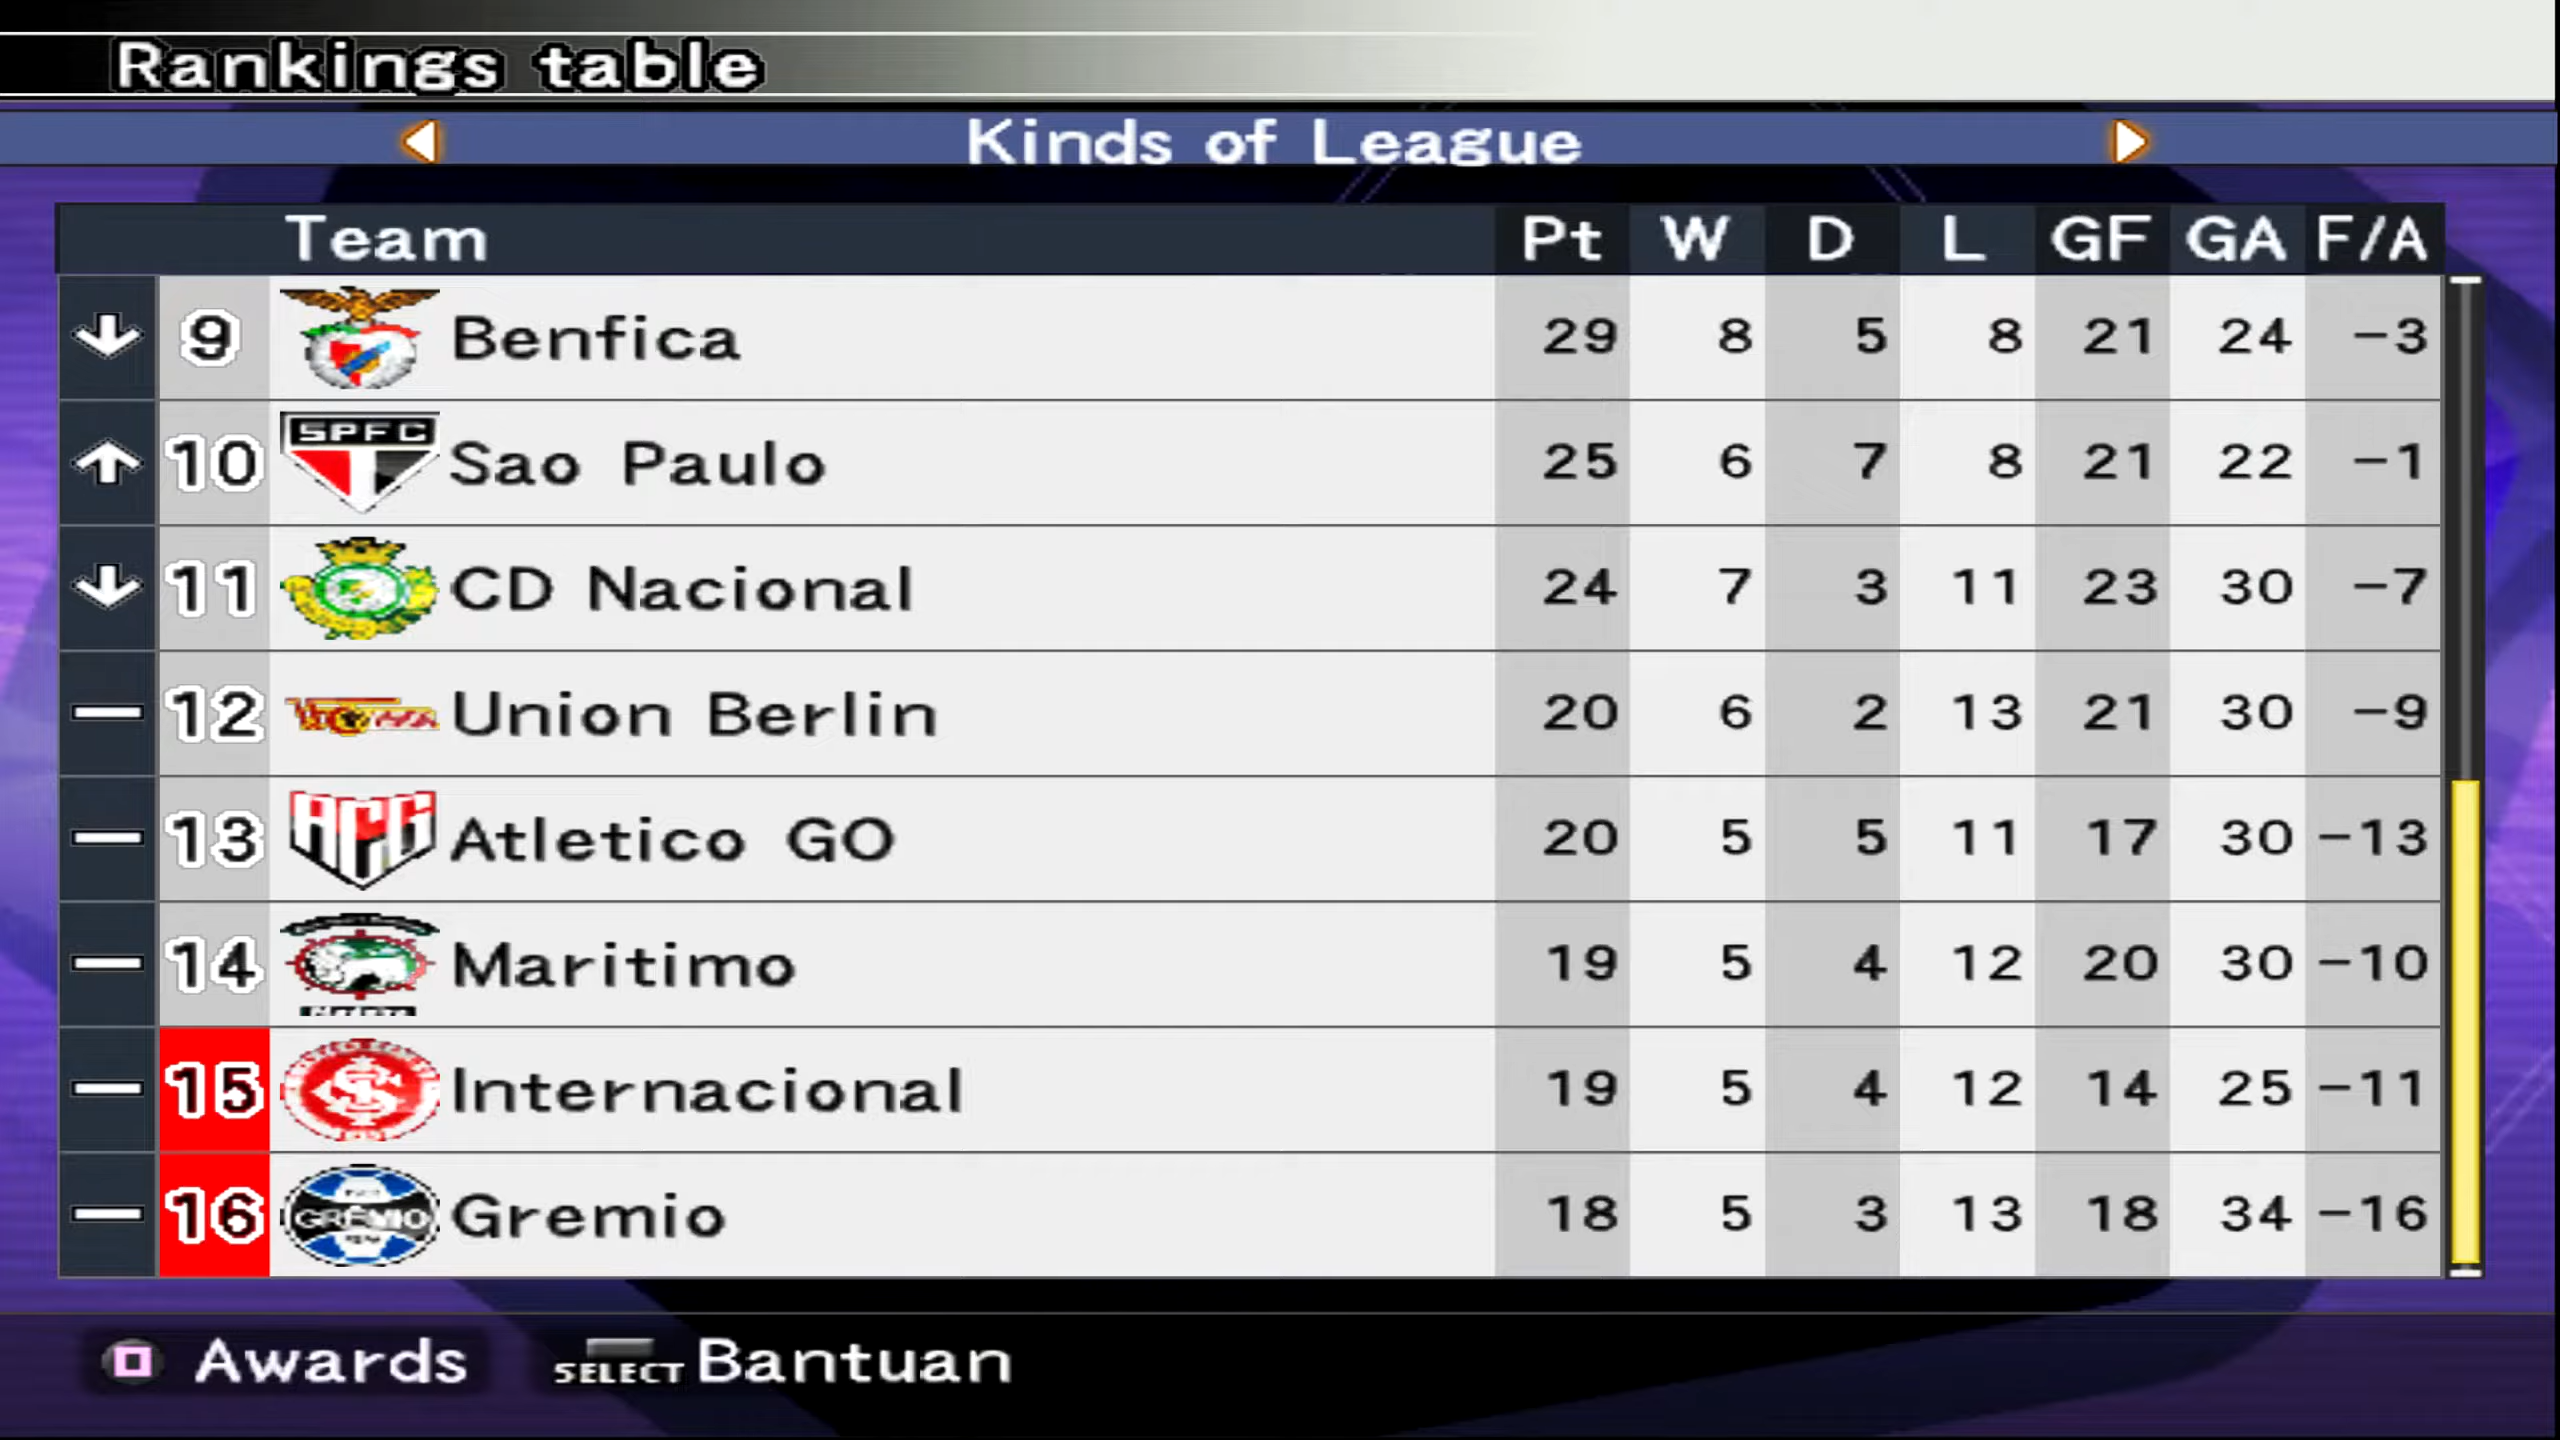 Rankings table
Kinds of League
Team Pt W D L GF GA F/A
9 Benfica 29 8 5 8 21 24 -3
10 SPFC Sao Paulo 25 6 7 8 21 22 -1
11 CD Nacional 24 7 3 11 23 30 -7
12 Union Berlin 20 6 2 13 21 30 -9
13 ACG Atletico GO 20 5 5 11 17 30 -13
14 Maritimo 19 5 4 12 20 30 -10
15 Internacional 19 5 4 12 14 25 -11
16 GRÊMIO Gremio 18 5 3 13 18 34 -16
Awards SELECT Bantuan